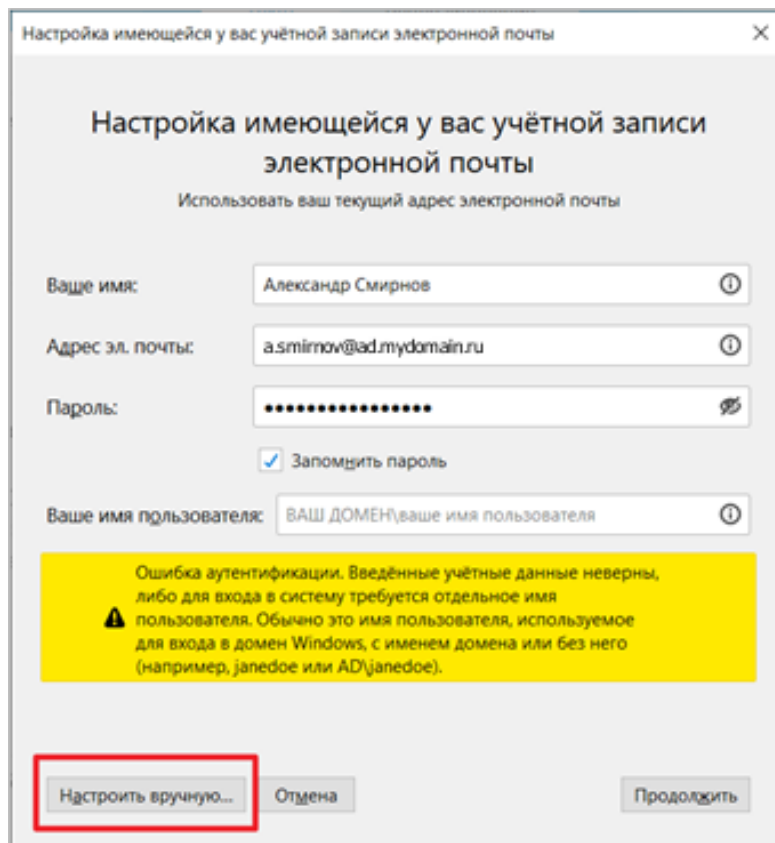 Настройка имеющейся у вас учётной записи электронной почты
Настройка имеющейся у вас учётной записи
электронной почты
Использовать ваш текущий адрес электронной почты
Ваще имя:
Александр Смирнов
Адрес эл. почты:
a.smirnov@ad.mydomain.ru
Пароль:
••••••••••••••••
Запомнить пароль
Ваше имя пользователя:
ВАШ ДОМЕН\ваше имя пользователя
Ошибка аутентификации. Введённые учётные данные неверны,
либо для входа в систему требуется отдельное имя
пользователя. Обычно это имя пользователя, используемое
для входа в домен Windows, с именем домена или без него
(например, janedoe или AD\janedoe).
Настроить вручную...
Отмена
Продолжить